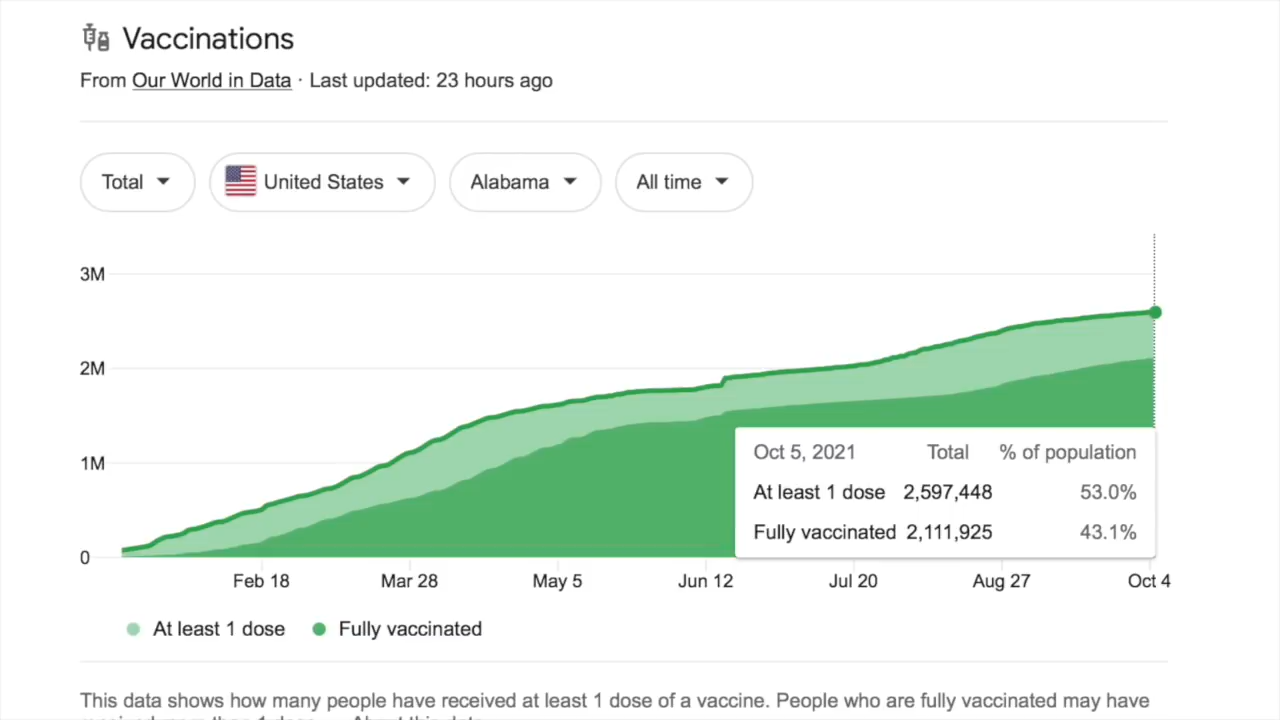 Vaccinations
From Our World in Data · Last updated: 23 hours ago
Total United States Alabama All time
3M
2M
1M
0
Oct 5, 2021 Total % of population
At least 1 dose 2,597,448 53.0%
Fully vaccinated 2,111,925 43.1%
Feb 18 Mar 28 May 5 Jun 12 Jul 20 Aug 27 Oct 4
At least 1 dose Fully vaccinated
This data shows how many people have received at least 1 dose of a vaccine. People who are fully vaccinated may have